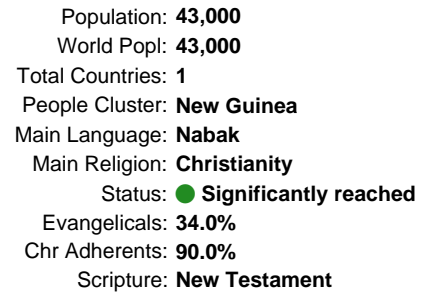 Population: 43,000
World Popl: 43,000
Total Countries: 1
People Cluster: New Guinea
Main Language: Nabak
Main Religion: Christianity
Status: Significantly reached
Evangelicals: 34.0%
Chr Adherents: 90.0%
Scripture: New Testament